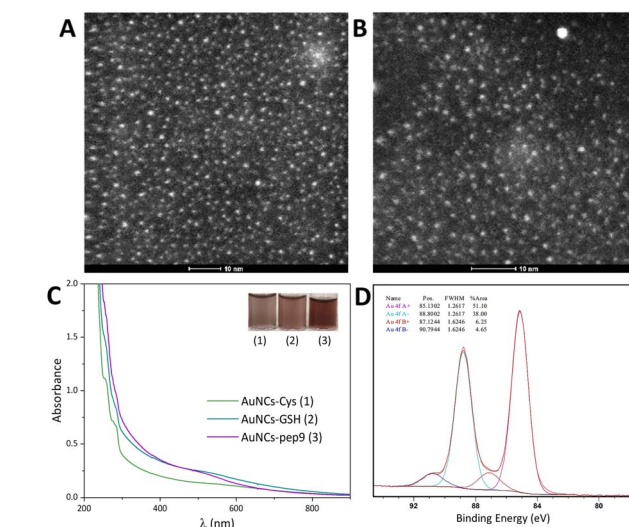 A
B
10 nm
10 nm
C
2.0
1.5
1.0
0.5
0.0
Absorbance
(1)
(2)
(3)
AuNCs-Cys (1)
AuNCs-GSH (2)
AuNCs-pep9 (3)
200
400
600
800
λ (nm)
D
Name Pos. FWHM %Area
Au 4f A+ 85.1302 1.2617 51.10
Au 4f A- 88.8002 1.2617 38.00
Au 4f B+ 87.1244 1.6246 6.25
Au 4f B- 90.7944 1.6246 4.65
92
88
84
80
Binding Energy (eV)